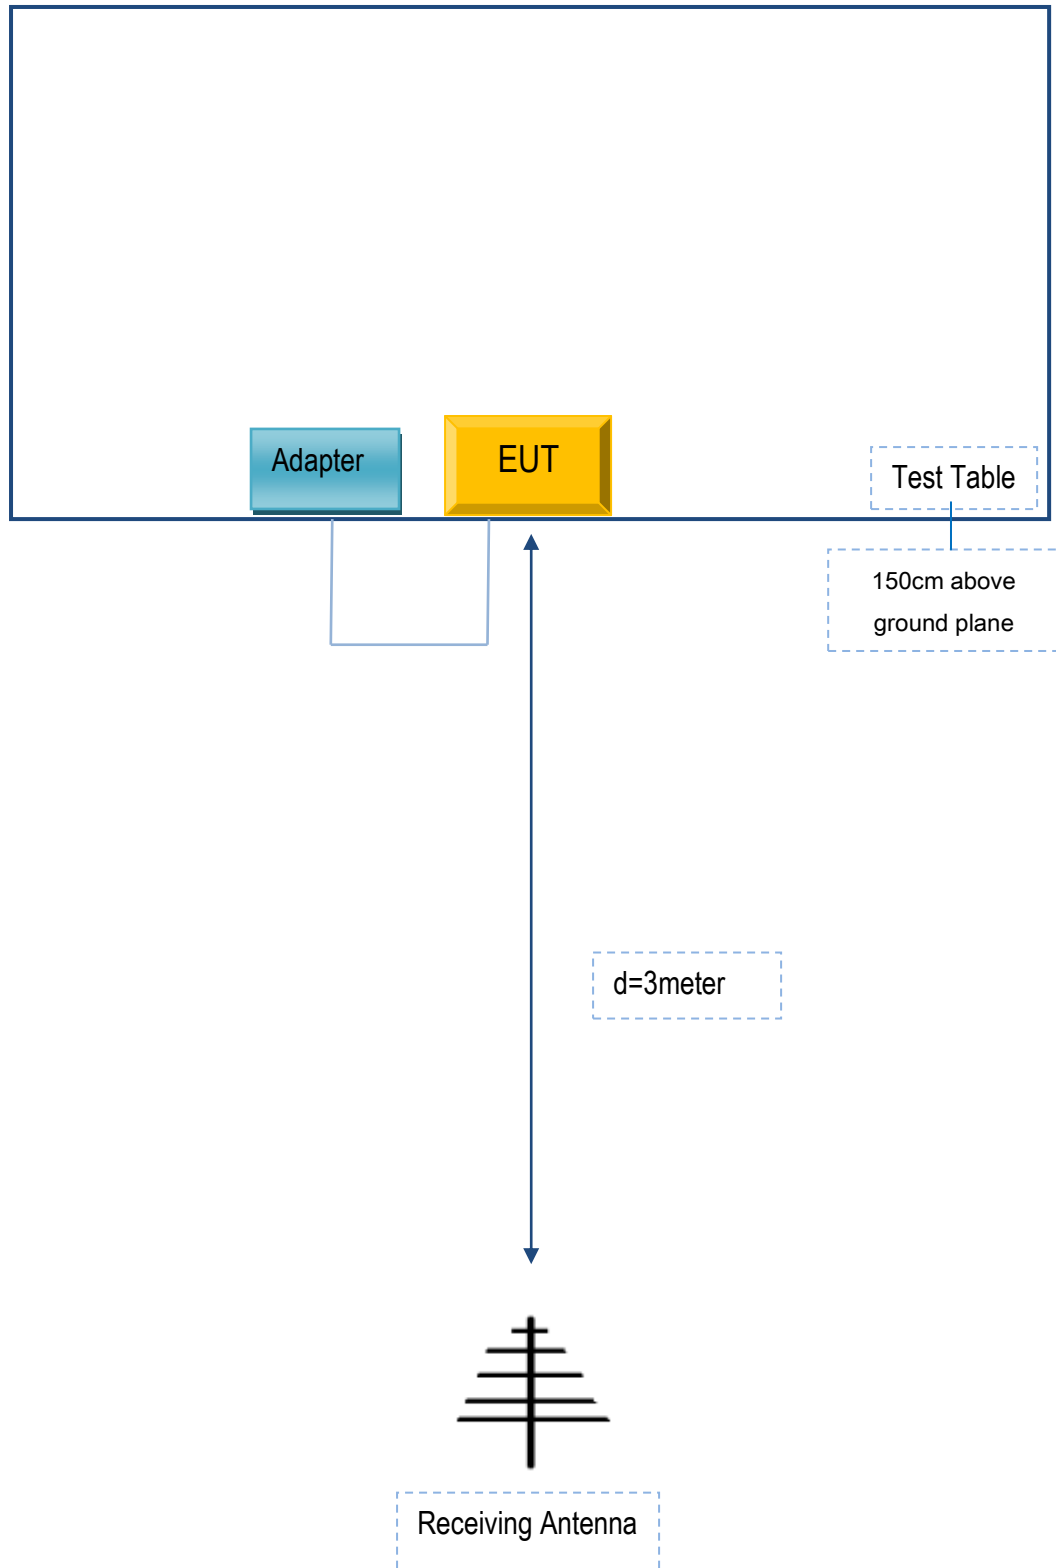 Adapter
EUT
Test Table
150cm above
ground plane
d=3meter
Receiving Antenna